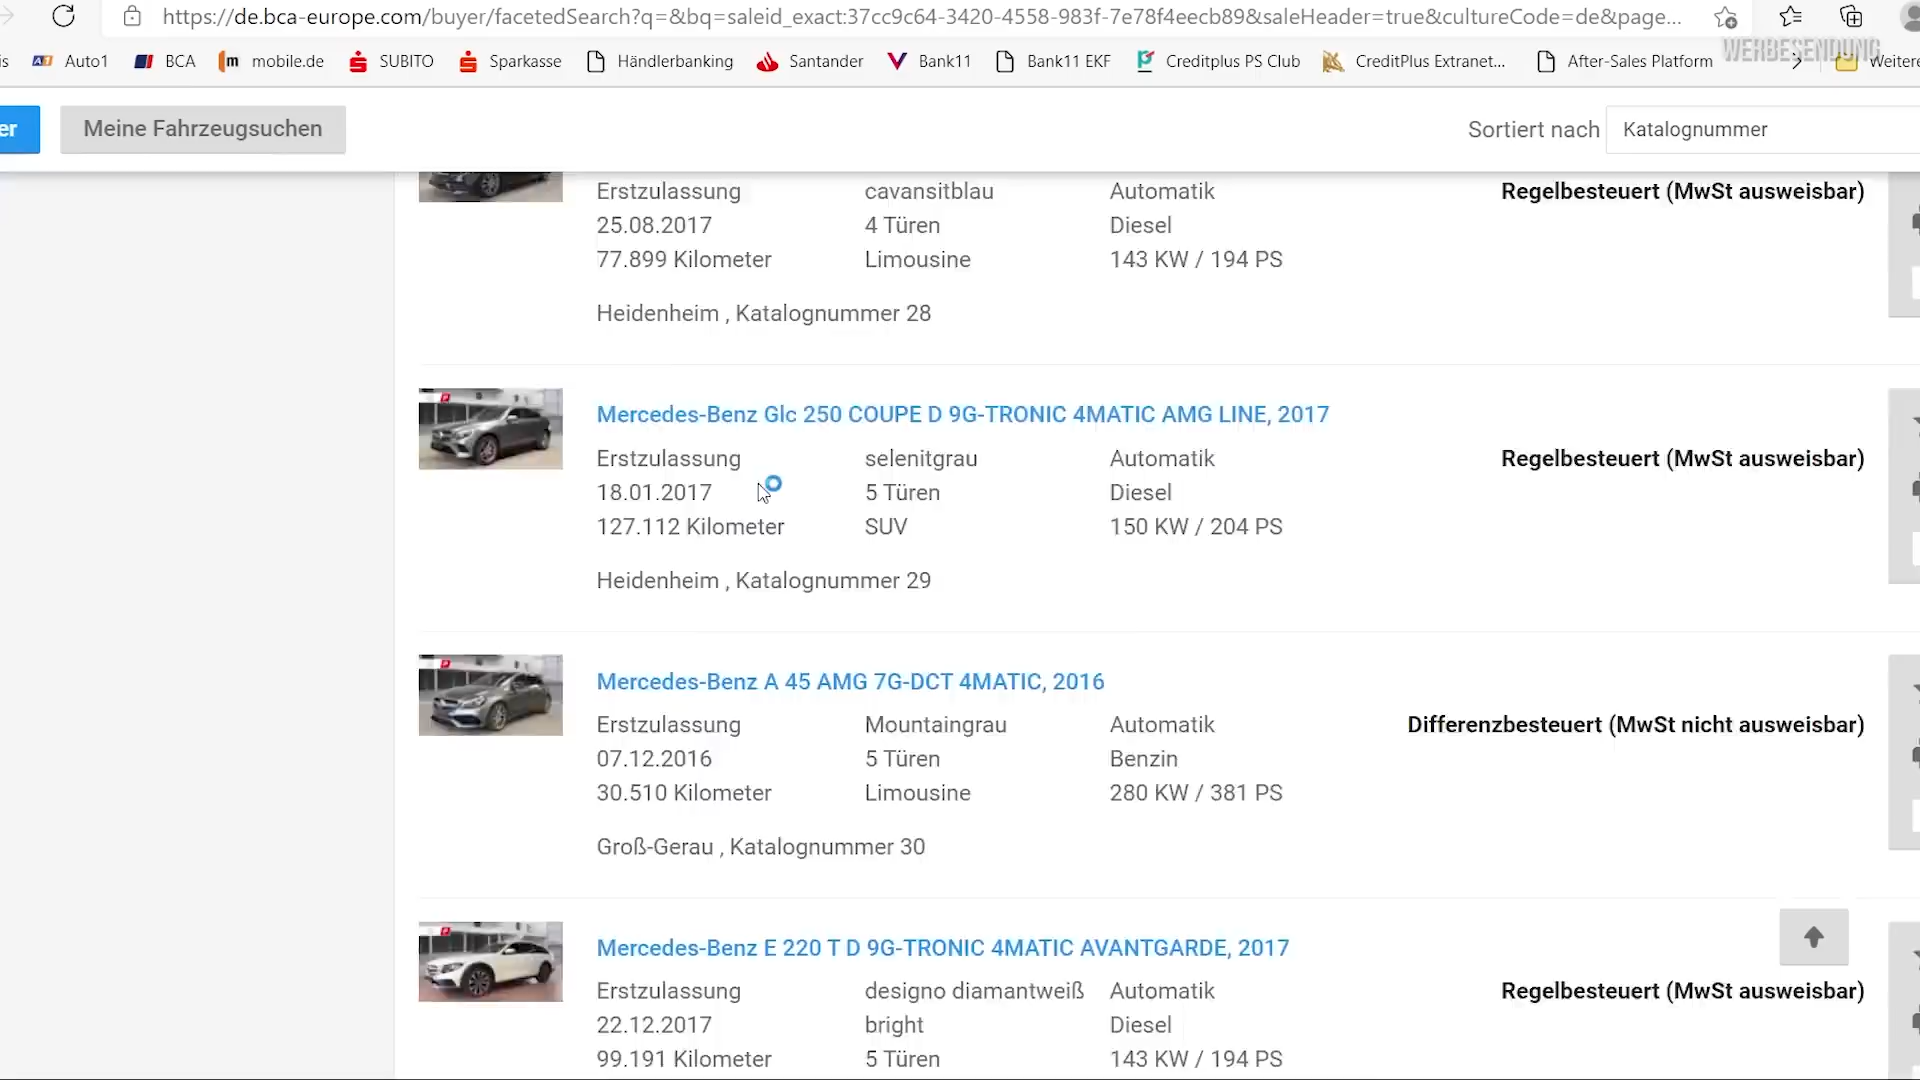 https://de.bca-europe.com/buyer/facetedSearch?q=&bq=saleid_exact:37cc9c64-3420-4558-983f-7e78f4eecb89&saleHeader=true&cultureCode=de&page...
WERBESENDUNG
is Auto1 BCA mobile.de SUBITO Sparkasse Händlerbanking Santander Bank11 Bank11 EKF Creditplus PS Club CreditPlus Extranet... After-Sales Platform Weitere
er Meine Fahrzeugsuchen Sortiert nach Katalognummer
Erstzulassung cavansitblau Automatik Regelbesteuert (MwSt ausweisbar)
25.08.2017 4 Türen Diesel
77.899 Kilometer Limousine 143 KW / 194 PS
Heidenheim , Katalognummer 28
Mercedes-Benz Glc 250 COUPE D 9G-TRONIC 4MATIC AMG LINE, 2017
Erstzulassung selenitgrau Automatik Regelbesteuert (MwSt ausweisbar)
18.01.2017 5 Türen Diesel
127.112 Kilometer SUV 150 KW / 204 PS
Heidenheim , Katalognummer 29
Mercedes-Benz A 45 AMG 7G-DCT 4MATIC, 2016
Erstzulassung Mountaingrau Automatik Differenzbesteuert (MwSt nicht ausweisbar)
07.12.2016 5 Türen Benzin
30.510 Kilometer Limousine 280 KW / 381 PS
Groß-Gerau , Katalognummer 30
Mercedes-Benz E 220 T D 9G-TRONIC 4MATIC AVANTGARDE, 2017
Erstzulassung designo diamantweiß Automatik Regelbesteuert (MwSt ausweisbar)
22.12.2017 bright Diesel
99.191 Kilometer 5 Türen 143 KW / 194 PS